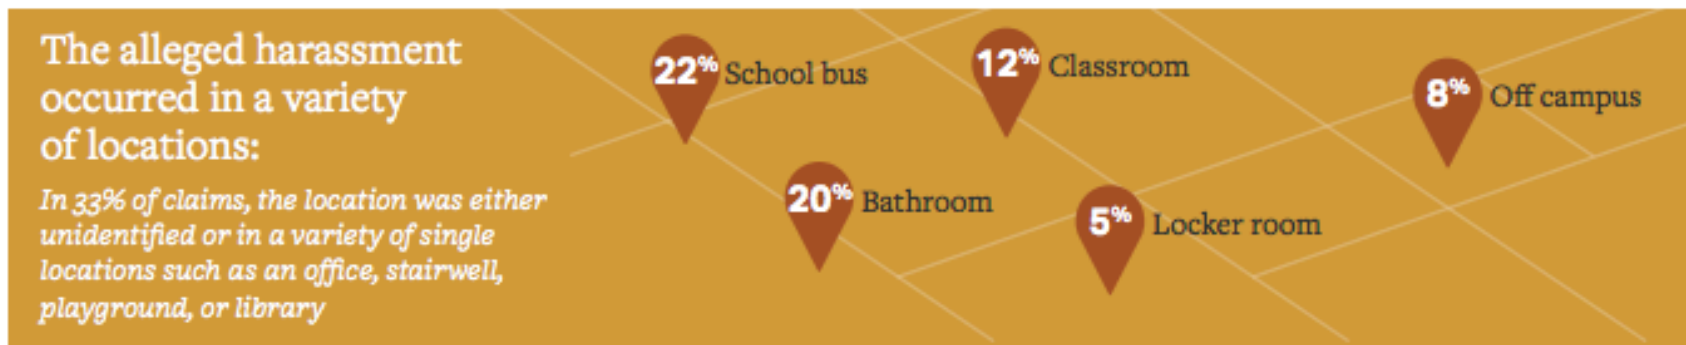 The alleged harassment
occurred in a variety
of locations:
In 33% of claims, the location was either
unidentified or in a variety of single
locations such as an office, stairwell,
playground, or library
22% School bus
12% Classroom
8% Off campus
20% Bathroom
5% Locker room